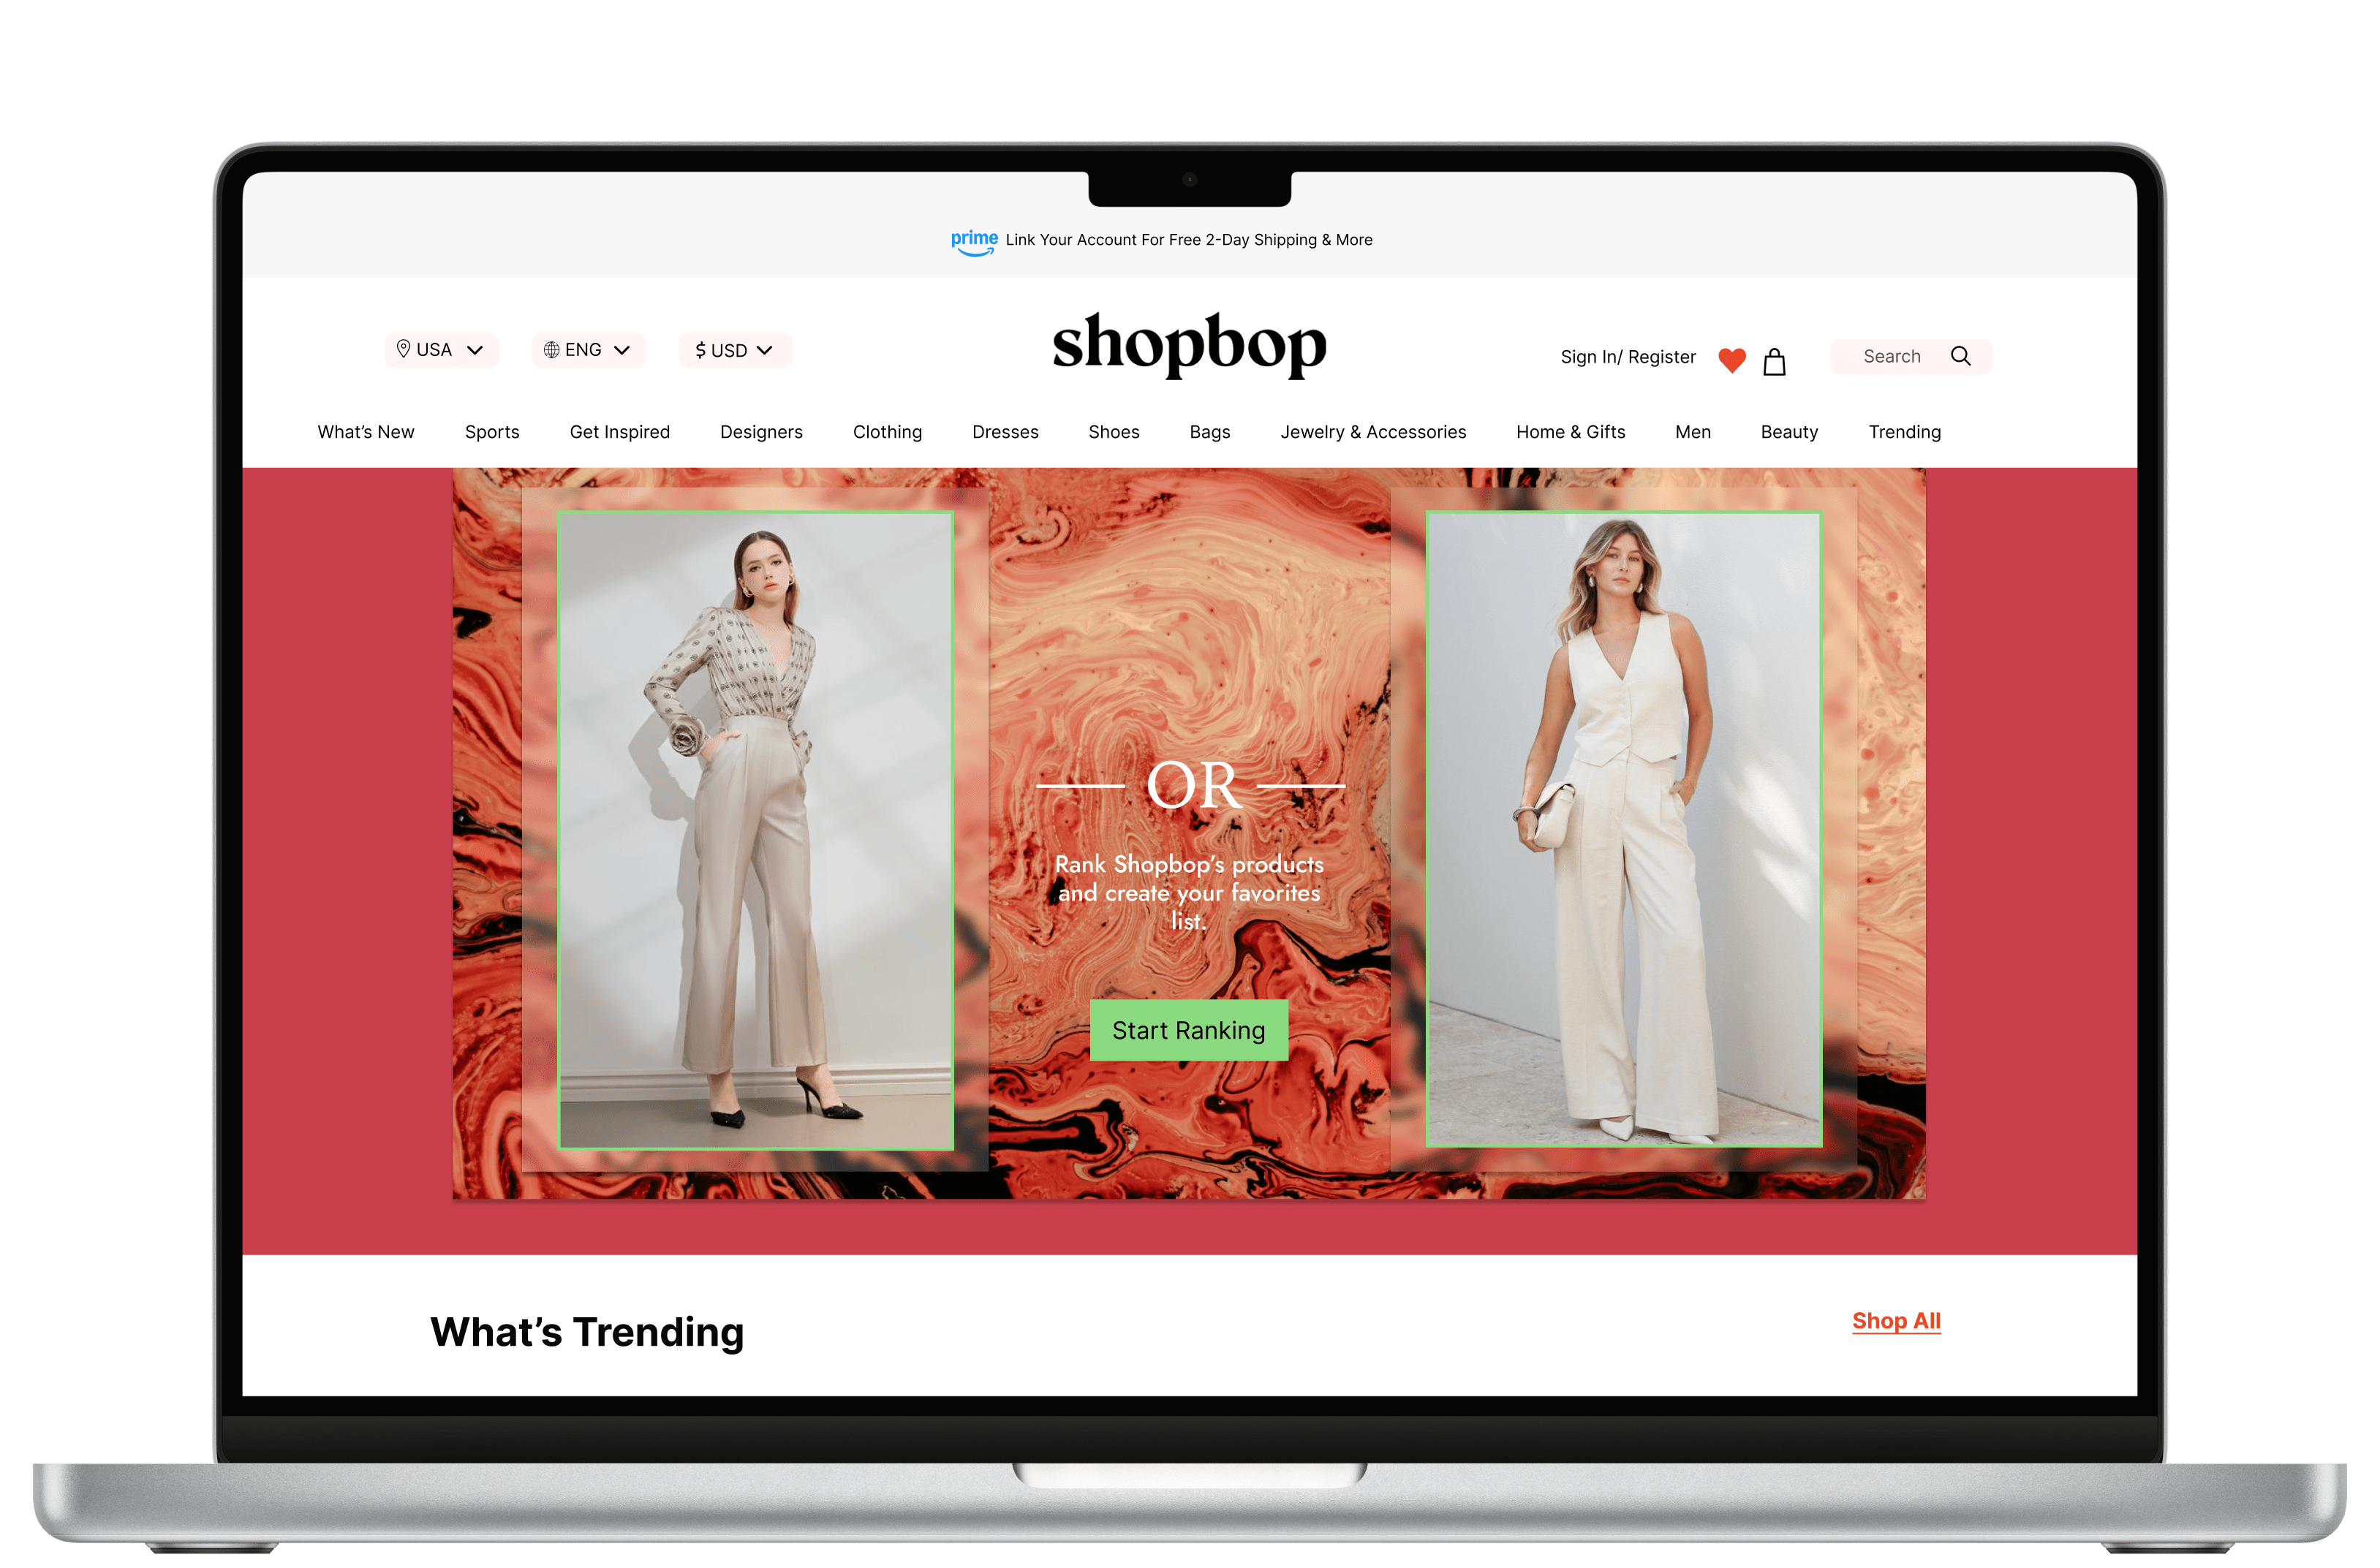 prime Link Your Account For Free 2-Day Shipping & More
USA ENG $ USD
shopbop
Sign In/ Register
Search
What’s New Sports Get Inspired Designers Clothing Dresses Shoes Bags Jewelry & Accessories Home & Gifts Men Beauty Trending
OR
Rank Shopbop’s products
and create your favorites
list.
Start Ranking
What’s Trending
Shop All